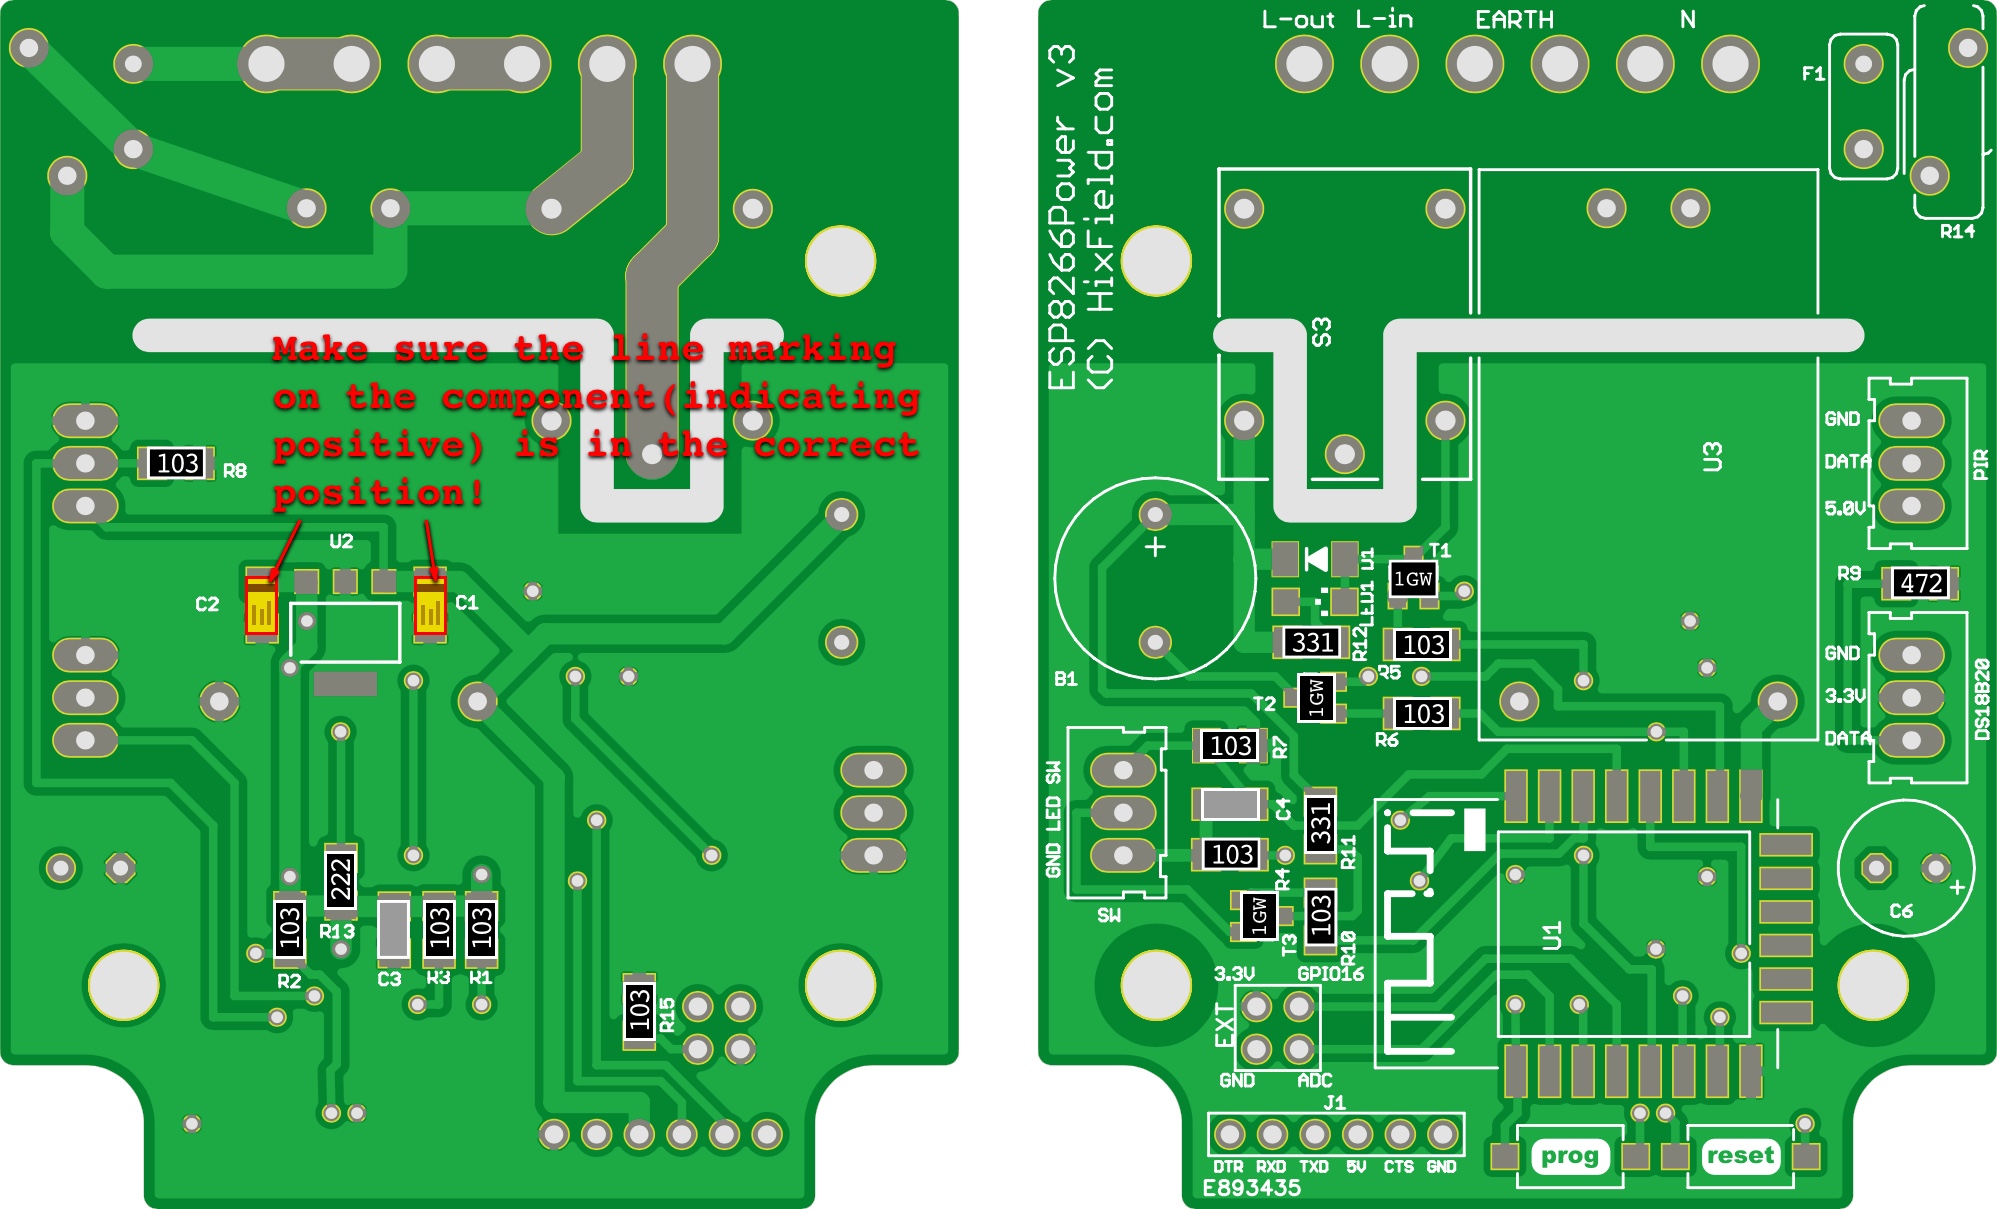 Make sure the line marking
on the component(indicating
positive) is in the correct
position!
103
R8
U2
C2
C1
222
R13
103
R2
C3
103
R3
103
R1
103
R15
L-out L-in EARTH N
ESP8266Power v3
(C) HixField.com
F1
R14
S3
U3
GND
DATA
5.0V
PIR
R9
472
GND
3.3V
DATA
DS18B20
+
B1
D1
T1
1GW
LED1
331
R12
103
R5
T2
1GW
103
R6
103
R7
SW
LED
GND
SW
C4
331
R11
103
R4
1GW
T3
103
R10
U1
C6
+
3.3V GPIO16
EXT
GND ADC
J1
DTR RXD TXD 5V CTS GND
E893435
prog
reset